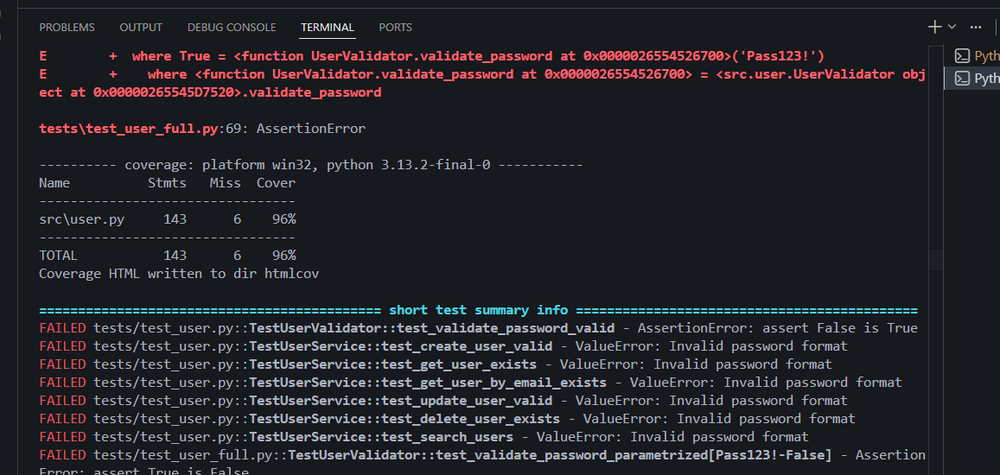 PROBLEMS OUTPUT DEBUG CONSOLE TERMINAL PORTS
E + where True = <function UserValidator.validate_password at 0x0000026554526700>('Pass123!')
E + where <function UserValidator.validate_password at 0x0000026554526700> = <src.user.UserValidator obj
ect at 0x00000265545D7520>.validate_password
tests\test_user_full.py:69: AssertionError
---------- coverage: platform win32, python 3.13.2-final-0 -----------
Name Stmts Miss Cover
---------------------------------
src\user.py 143 6 96%
---------------------------------
TOTAL 143 6 96%
Coverage HTML written to dir htmlcov
============================================ short test summary info ============================================
FAILED tests/test_user.py::TestUserValidator::test_validate_password_valid - AssertionError: assert False is True
FAILED tests/test_user.py::TestUserService::test_create_user_valid - ValueError: Invalid password format
FAILED tests/test_user.py::TestUserService::test_get_user_exists - ValueError: Invalid password format
FAILED tests/test_user.py::TestUserService::test_get_user_by_email_exists - ValueError: Invalid password format
FAILED tests/test_user.py::TestUserService::test_update_user_valid - ValueError: Invalid password format
FAILED tests/test_user.py::TestUserService::test_delete_user_exists - ValueError: Invalid password format
FAILED tests/test_user.py::TestUserService::test_search_users - ValueError: Invalid password format
FAILED tests/test_user_full.py::TestUserValidator::test_validate_password_parametrized[Pass123!-False] - Assertion
Error: assert True is False
Pyth
Pyth